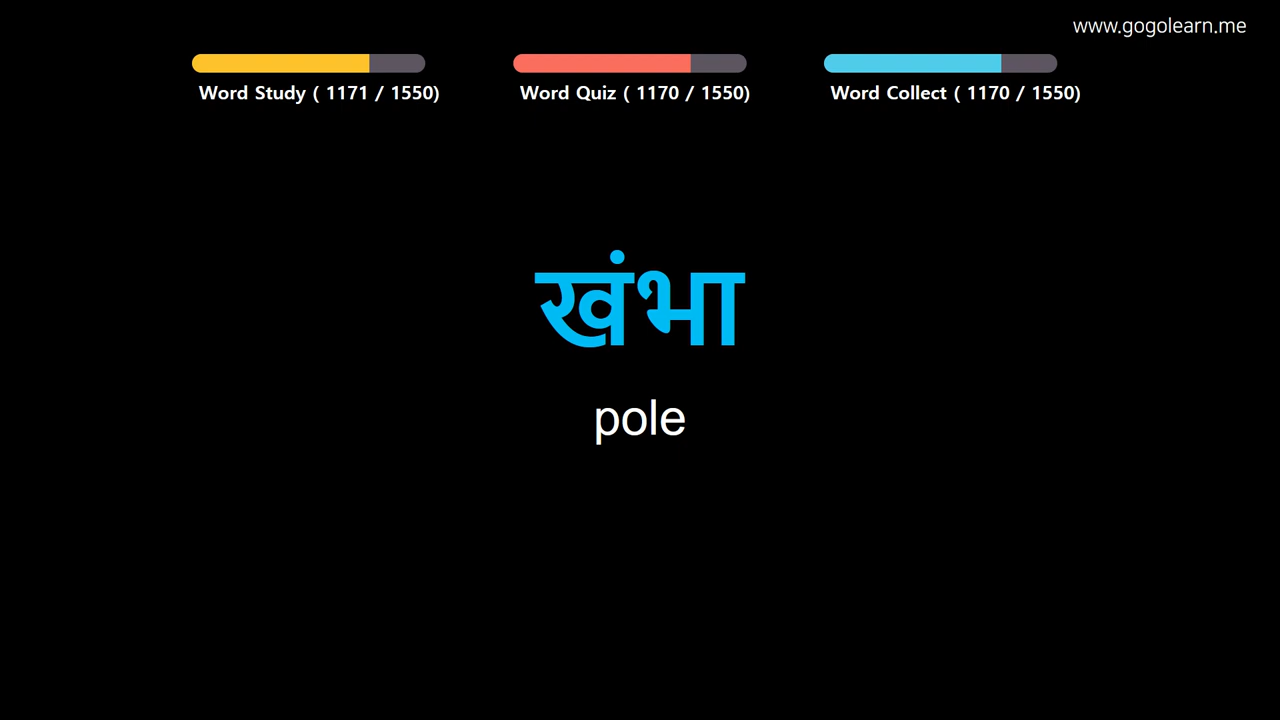 www.gogolearn.me
Word Study ( 1171 / 1550)
Word Quiz ( 1170 / 1550)
Word Collect ( 1170 / 1550)
खंभा
pole